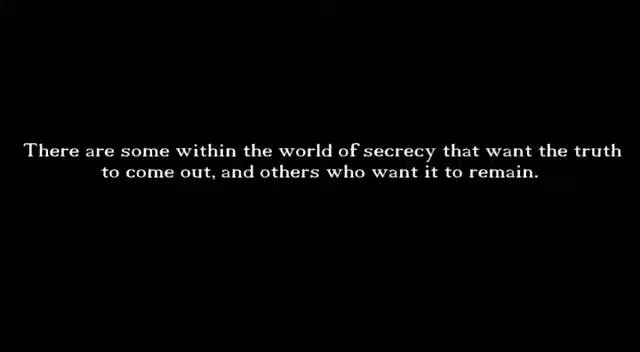 There are some within the world of secrecy that want the truth
to come out, and others who want it to remain.